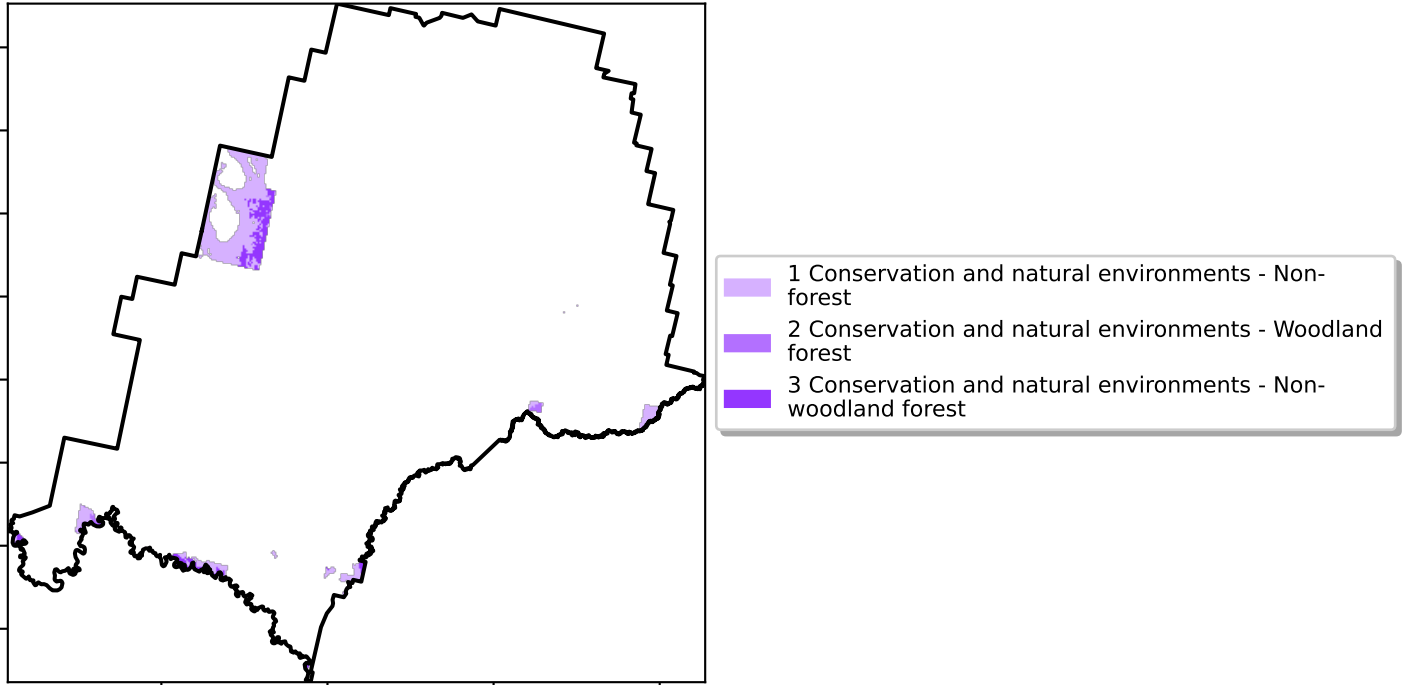 1 Conservation and natural environments - Non-
forest
2 Conservation and natural environments - Woodland
forest
3 Conservation and natural environments - Non-
woodland forest